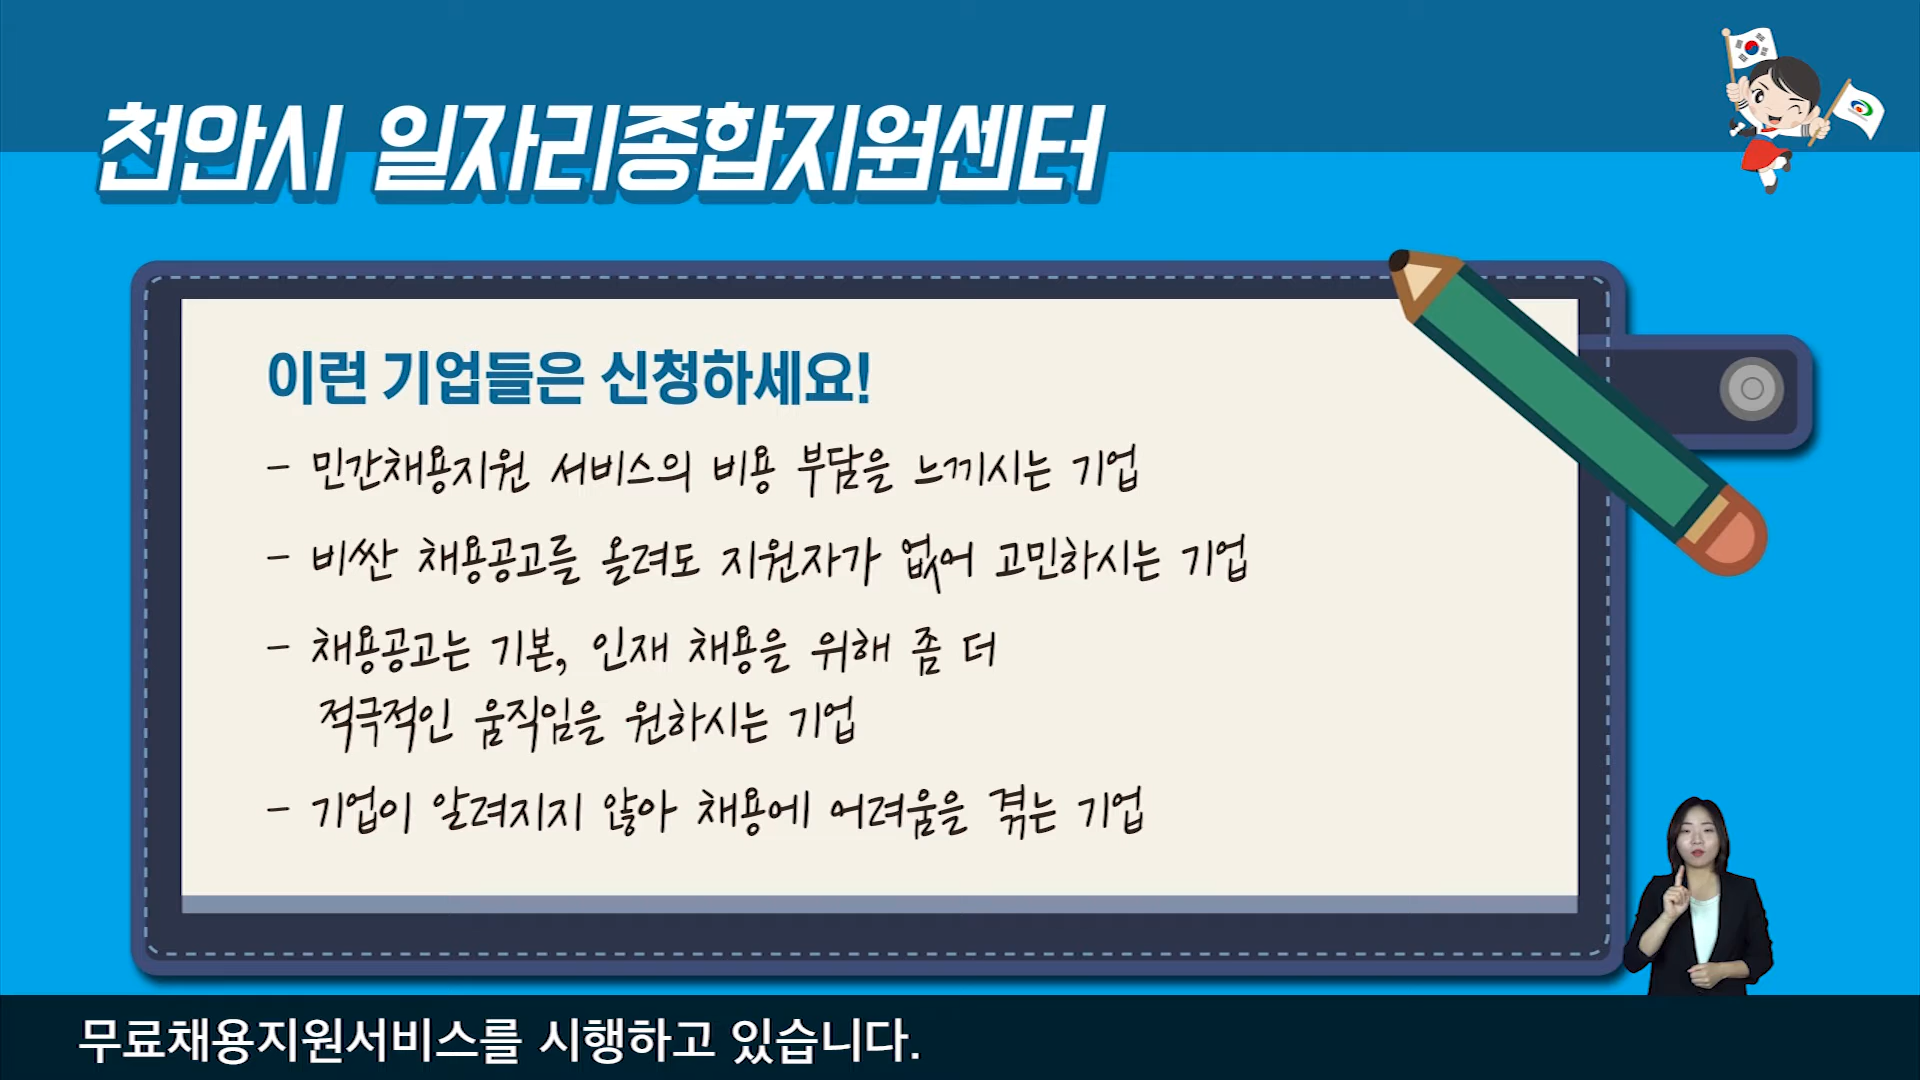 천안시 일자리종합지원센터
이런 기업들은 신청하세요!
- 민간채용지원 서비스의 비용 부담을 느끼시는 기업
- 비싼 채용공고를 올려도 지원자가 없어 고민하시는 기업
- 채용공고는 기본, 인재 채용을 위해 좀 더
적극적인 움직임을 원하시는 기업
- 기업이 알려지지 않아 채용에 어려움을 겪는 기업
무료채용지원서비스를 시행하고 있습니다.